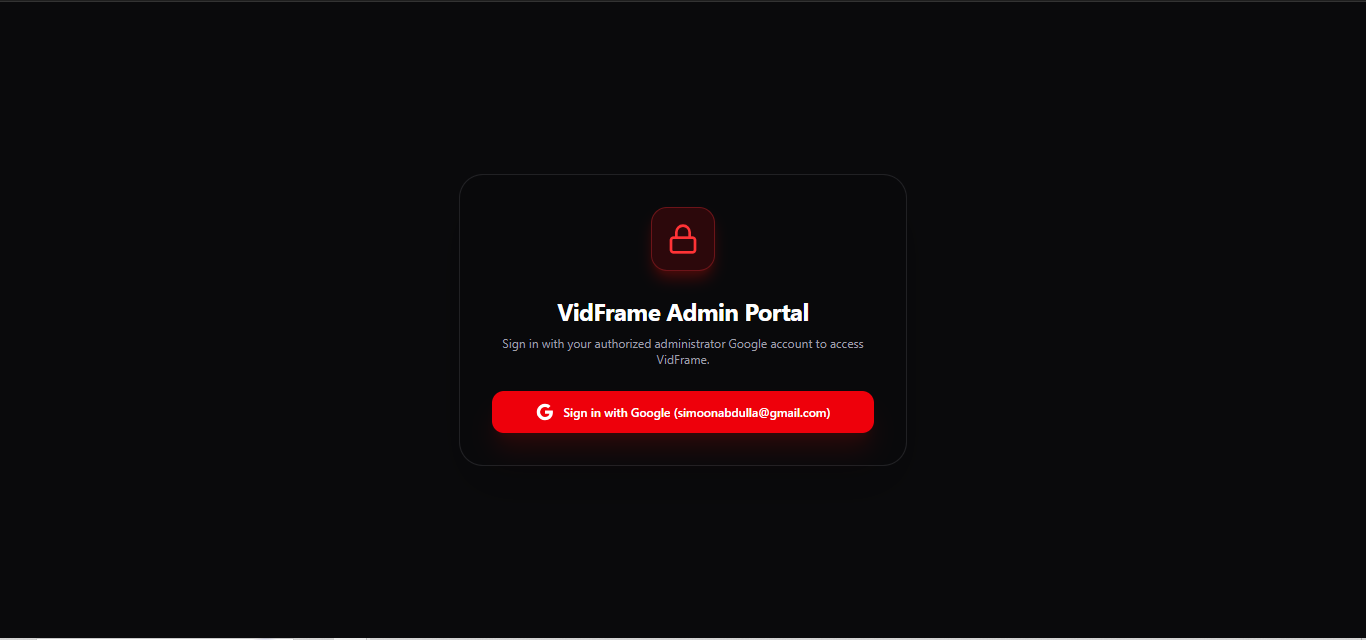 VidFrame Admin Portal
Sign in with your authorized administrator Google account to access
VidFrame.
Sign in with Google (simoonabdulla@gmail.com)